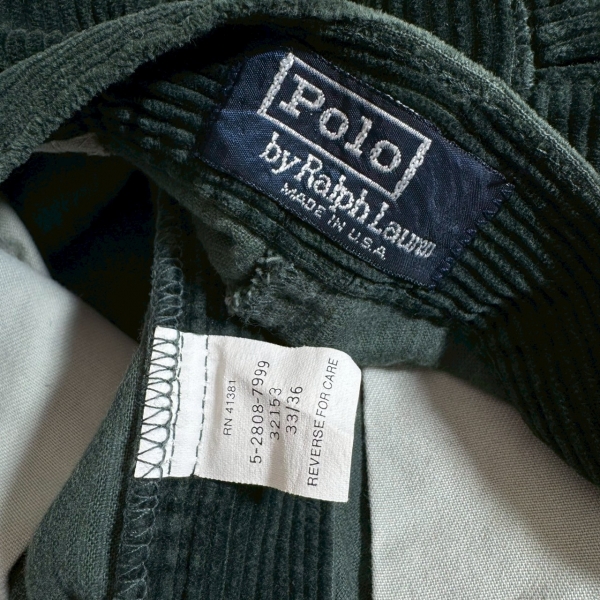 Polo
by Ralph Lauren
MADE IN U.S.A
RN 41381
5-2808-7999
32153
33/36
REVERSE FOR CARE